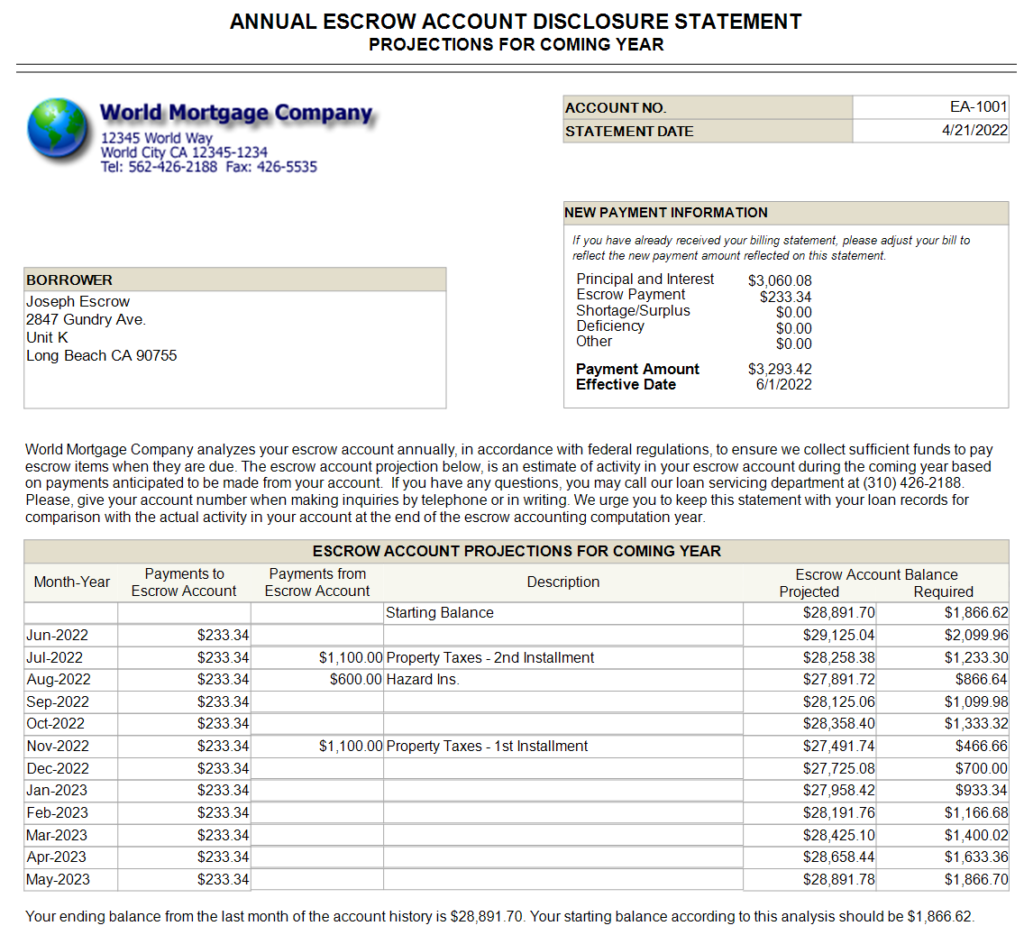 ANNUAL ESCROW ACCOUNT DISCLOSURE STATEMENT
PROJECTIONS FOR COMING YEAR
World Mortgage Company
12345 World Way
World City CA 12345-1234
Tel: 562-426-2188 Fax: 426-5535
ACCOUNT NO. EA-1001
STATEMENT DATE 4/21/2022
NEW PAYMENT INFORMATION
If you have already received your billing statement, please adjust your bill to
reflect the new payment amount reflected on this statement.
Principal and Interest $3,060.08
Escrow Payment $233.34
Shortage/Surplus $0.00
Deficiency $0.00
Other $0.00
Payment Amount $3,293.42
Effective Date 6/1/2022
BORROWER
Joseph Escrow
2847 Gundry Ave.
Unit K
Long Beach CA 90755
World Mortgage Company analyzes your escrow account annually, in accordance with federal regulations, to ensure we collect sufficient funds to pay
escrow items when they are due. The escrow account projection below, is an estimate of activity in your escrow account during the coming year based
on payments anticipated to be made from your account. If you have any questions, you may call our loan servicing department at (310) 426-2188.
Please, give your account number when making inquiries by telephone or in writing. We urge you to keep this statement with your loan records for
comparison with the actual activity in your account at the end of the escrow accounting computation year.
ESCROW ACCOUNT PROJECTIONS FOR COMING YEAR
Month-Year Payments to Escrow Account Payments from Escrow Account Description Escrow Account Balance Projected Required
Starting Balance $28,891.70 $1,866.62
Jun-2022 $233.34 $29,125.04 $2,099.96
Jul-2022 $233.34 $1,100.00 Property Taxes - 2nd Installment $28,258.38 $1,233.30
Aug-2022 $233.34 $600.00 Hazard Ins. $27,891.72 $866.64
Sep-2022 $233.34 $28,125.06 $1,099.98
Oct-2022 $233.34 $28,358.40 $1,333.32
Nov-2022 $233.34 $1,100.00 Property Taxes - 1st Installment $27,491.74 $466.66
Dec-2022 $233.34 $27,725.08 $700.00
Jan-2023 $233.34 $27,958.42 $933.34
Feb-2023 $233.34 $28,191.76 $1,166.68
Mar-2023 $233.34 $28,425.10 $1,400.02
Apr-2023 $233.34 $28,658.44 $1,633.36
May-2023 $233.34 $28,891.78 $1,866.70
Your ending balance from the last month of the account history is $28,891.70. Your starting balance according to this analysis should be $1,866.62.